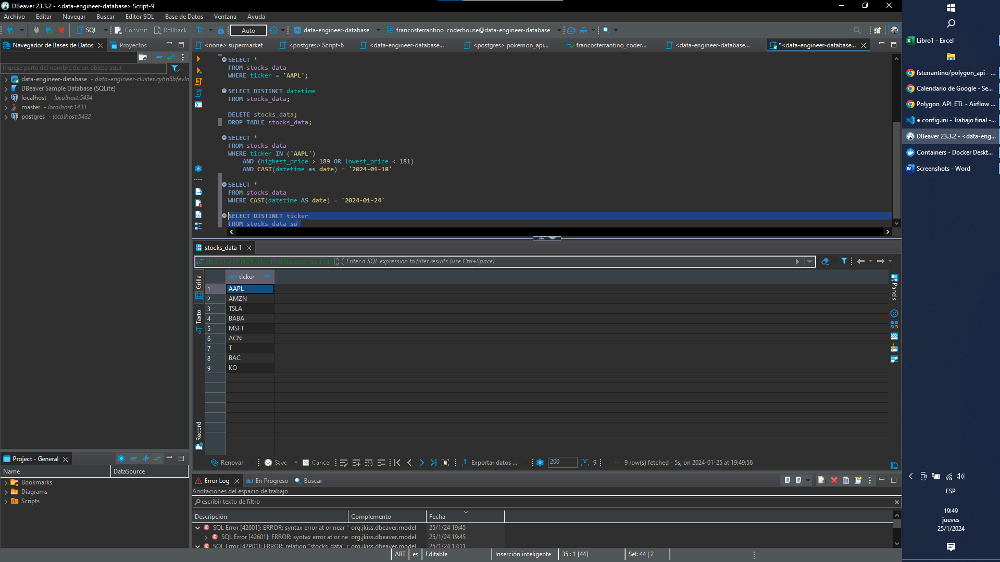 DBeaver 23.3.2 - <data-engineer-database> Script-9
Archivo Editar Navegar Buscar Editor SQL Base de Datos Ventana Ayuda
SQL Commit Rollback Auto data-engineer-database francosterrantino_coderhouse@data-engineer-database
Navegador de Bases de Datos Proyectos
Ingrese parte del nombre de un objeto aquí
data-engineer-database - data-engineer-cluster.cyhh5bfevln
DBeaver Sample Database (SQLite)
localhost - localhost:5434
master - localhost:1433
postgres - localhost:5432
<none> supermarket <postgres> Script-6 <data-engineer-database... <postgres> pokemon_api... francosterrantino_coder... <data-engineer-database... *<data-engineer-database...
SELECT *
FROM stocks_data
WHERE ticker = 'AAPL';
SELECT DISTINCT datetime
FROM stocks_data;
DELETE stocks_data;
DROP TABLE stocks_data;
SELECT *
FROM stocks_data
WHERE ticker IN ('AAPL')
AND (highest_price > 189 OR lowest_price < 181)
AND CAST(datetime as date) = '2024-01-18'
SELECT *
FROM stocks_data
WHERE CAST(datetime AS date) = '2024-01-24'
SELECT DISTINCT ticker
FROM stocks_data sd
stocks_data 1
SELECT DISTINCT ticker FROM stocks_data sd Enter a SQL expression to filter results (use Ctrl+Space)
Grilla
Texto
Record
Panels
ABC ticker
1 AAPL
2 AMZN
3 TSLA
4 BABA
5 MSFT
6 ACN
7 T
8 BAC
9 KO
Renovar Save Cancel Exportar datos ... 200 9 9 row(s) fetched - 5s, on 2024-01-25 at 19:49:56
Project - General
Name DataSource
Bookmarks
Diagrams
Scripts
Error Log En Progreso Buscar
Anotaciones del espacio de trabajo
escribir texto de filtro
Descripción Complemento Fecha
SQL Error [42601]: ERROR: syntax error at or near " org.jkiss.dbeaver.model 25/1/24 19:45
SQL Error [42601]: ERROR: syntax error at or ne org.jkiss.dbeaver.model 25/1/24 19:45
SQL Error [42P01]: ERROR: relation "stocks_data" org.jkiss.dbeaver.model 25/1/24 17:11
ART es Editable Inserción inteligente 35 : 1 [44] Sel: 44 | 2
Libro1 - Excel
fsterrantino/polygon_api - ...
Calendario de Google - Se...
Polygon_API_ETL - Airflow ...
● config.ini - Trabajo final -...
DBeaver 23.3.2 - <data-eng...
Containers - Docker Deskt...
Screenshots - Word
ESP
19:49
jueves
25/1/2024